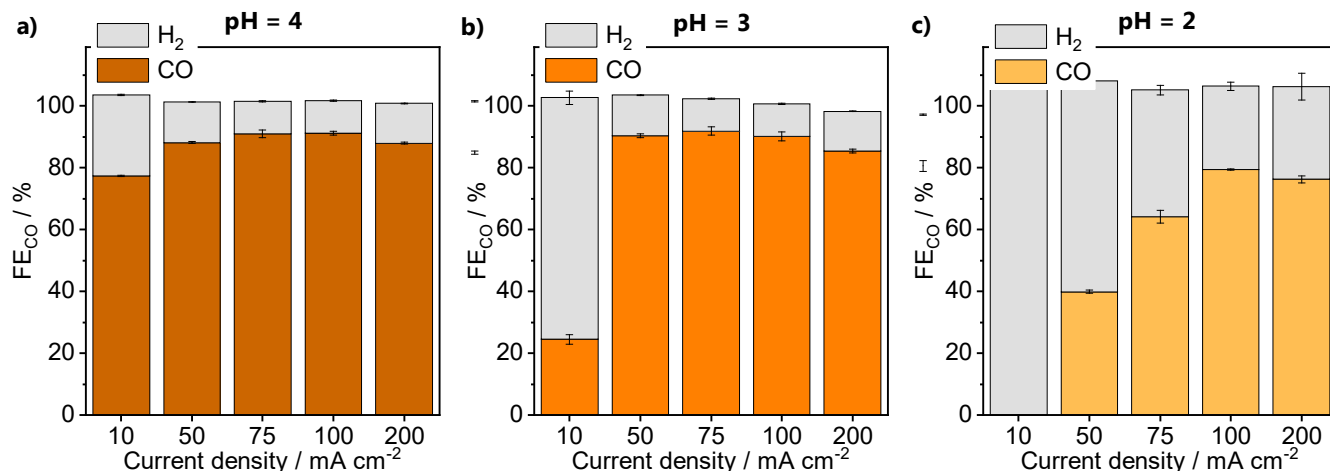 a)
pH = 4
H₂
CO
FE_CO / %
100
80
60
40
20
0
10 50 75 100 200
Current density / mA cm⁻²
b)
pH = 3
H₂
CO
FE_CO / %
100
80
60
40
20
0
10 50 75 100 200
Current density / mA cm⁻²
c)
pH = 2
H₂
CO
FE_CO / %
100
80
60
40
20
0
10 50 75 100 200
Current density / mA cm⁻²